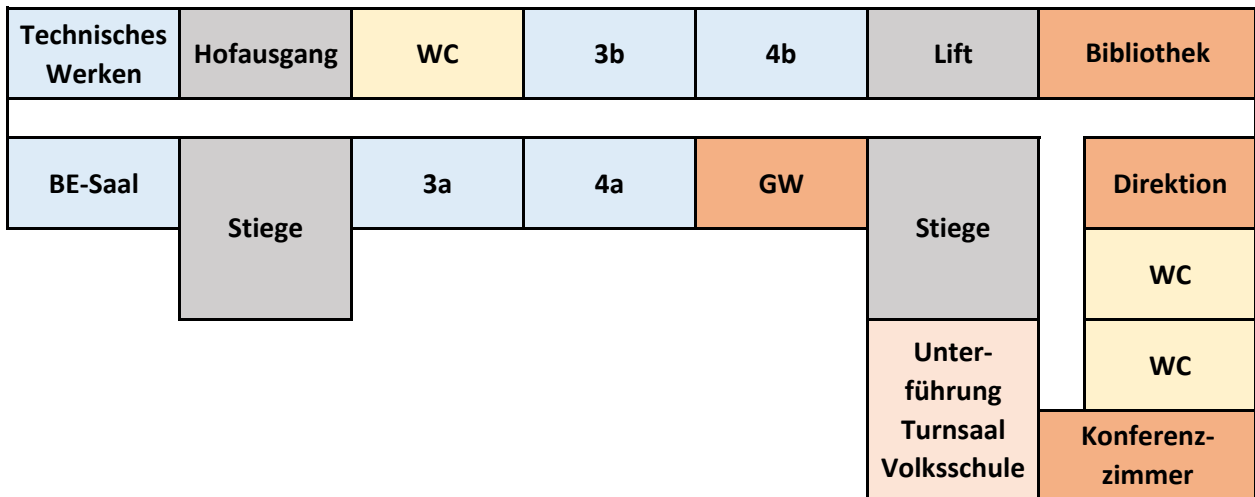 Technisches
Werken
Hofausgang
WC
3b
4b
Lift
Bibliothek
BE-Saal
Stiege
3a
4a
GW
Stiege
Direktion
WC
WC
Unter-
führung
Turnsaal
Volksschule
Konferenz-
zimmer